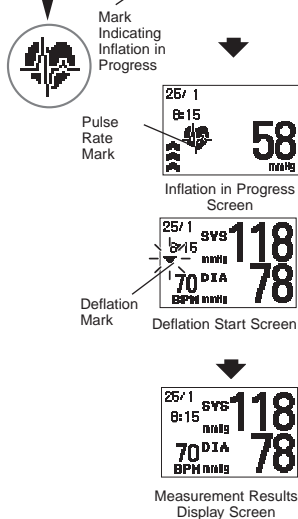 Mark
Indicating
Inflation in
Progress
25/ 1
8:15
58
mmHg
Pulse
Rate
Mark
Inflation in Progress
Screen
25/ 1
8:15
SYS
118
mmHg
70
DIA
78
BPM mmHg
Deflation
Mark
Deflation Start Screen
25/ 1
8:15
SYS
118
mmHg
70
DIA
78
BPM mmHg
Measurement Results
Display Screen